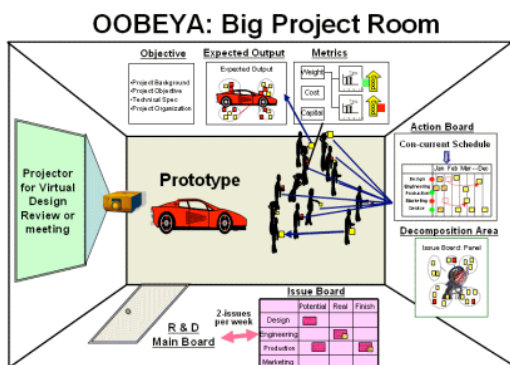 OOBEYA: Big Project Room
Objective
•Project Background
•Project Objective
•Technical Spec
•Project Organization
Expected Output
Expected Output
Metrics
Weight
Cost
Capital
Action Board
Con-current Schedule
Jan Feb Mar --Dec
Design
Engineering
Production
Marketing
Decomposition Area
Issue Board: Panel
Projector
for Virtual
Design
Review or
meeting
Prototype
R & D
Main Board
2-issues
per week
Issue Board
Potential Real Finish
Design
Engineering
Production
Marketing